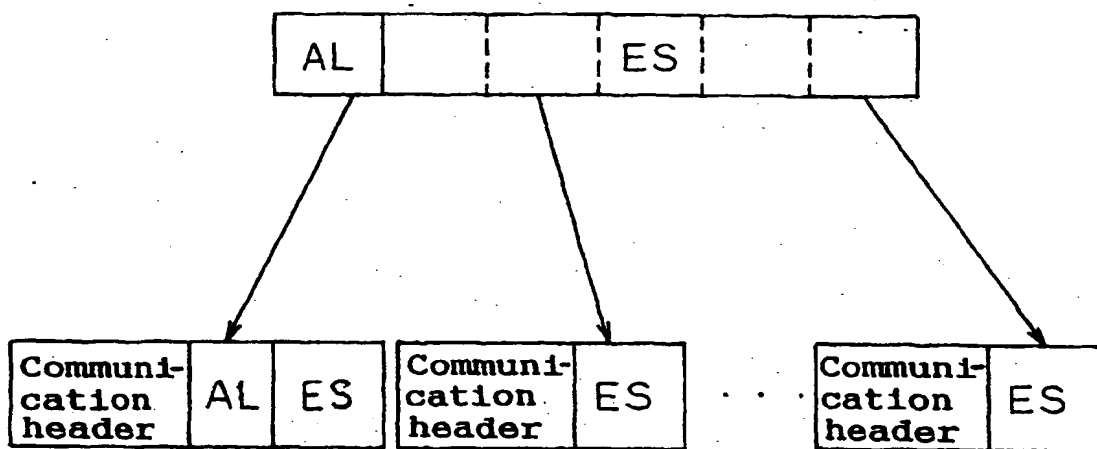 AL ES
Communi-
cation
header
AL ES
Communi-
cation
header
ES
Communi-
cation
header
ES